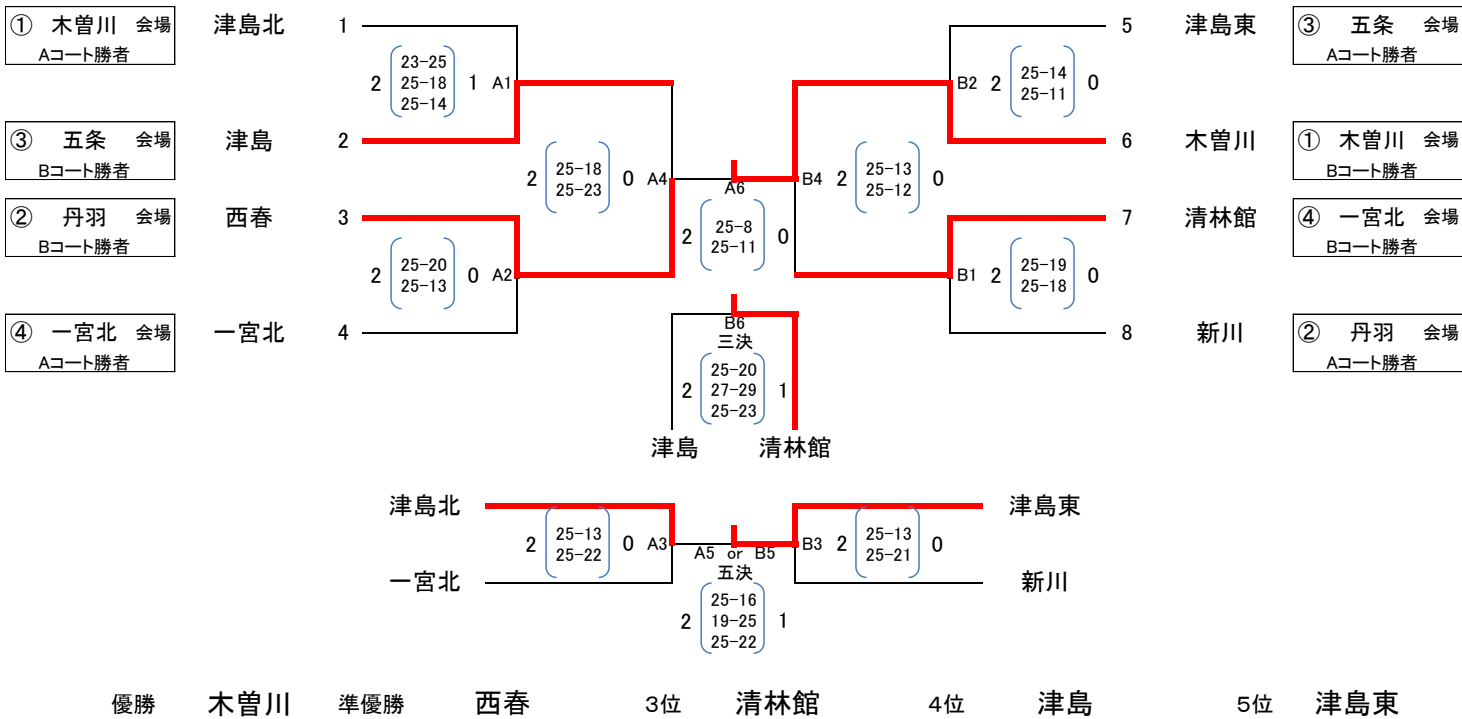 ① 木曽川 会場
Aコート勝者
津島北 1
5 津島東
③ 五条 会場
Aコート勝者
2 23-25 1 A1
25-18
25-14
B2 2 25-14 0
25-11
③ 五条 会場
Bコート勝者
津島 2
6 木曽川
① 木曽川 会場
Bコート勝者
2 25-18 0 A4
25-23
A6
B4 2 25-13 0
25-12
② 丹羽 会場
Bコート勝者
西春 3
7 清林館
④ 一宮北 会場
Bコート勝者
2 25-8 0
25-11
2 25-20 0 A2
25-13
B1 2 25-19 0
25-18
④ 一宮北 会場
Aコート勝者
一宮北 4
8 新川
② 丹羽 会場
Aコート勝者
B6
三決
2 25-20 1
27-29
25-23
津島 清林館
津島北
津島東
2 25-13 0 A3
25-22
A5 or B5
五決
B3 2 25-13 0
25-21
一宮北
新川
2 25-16 1
19-25
25-22
優勝 木曽川 準優勝 西春 3位 清林館 4位 津島 5位 津島東